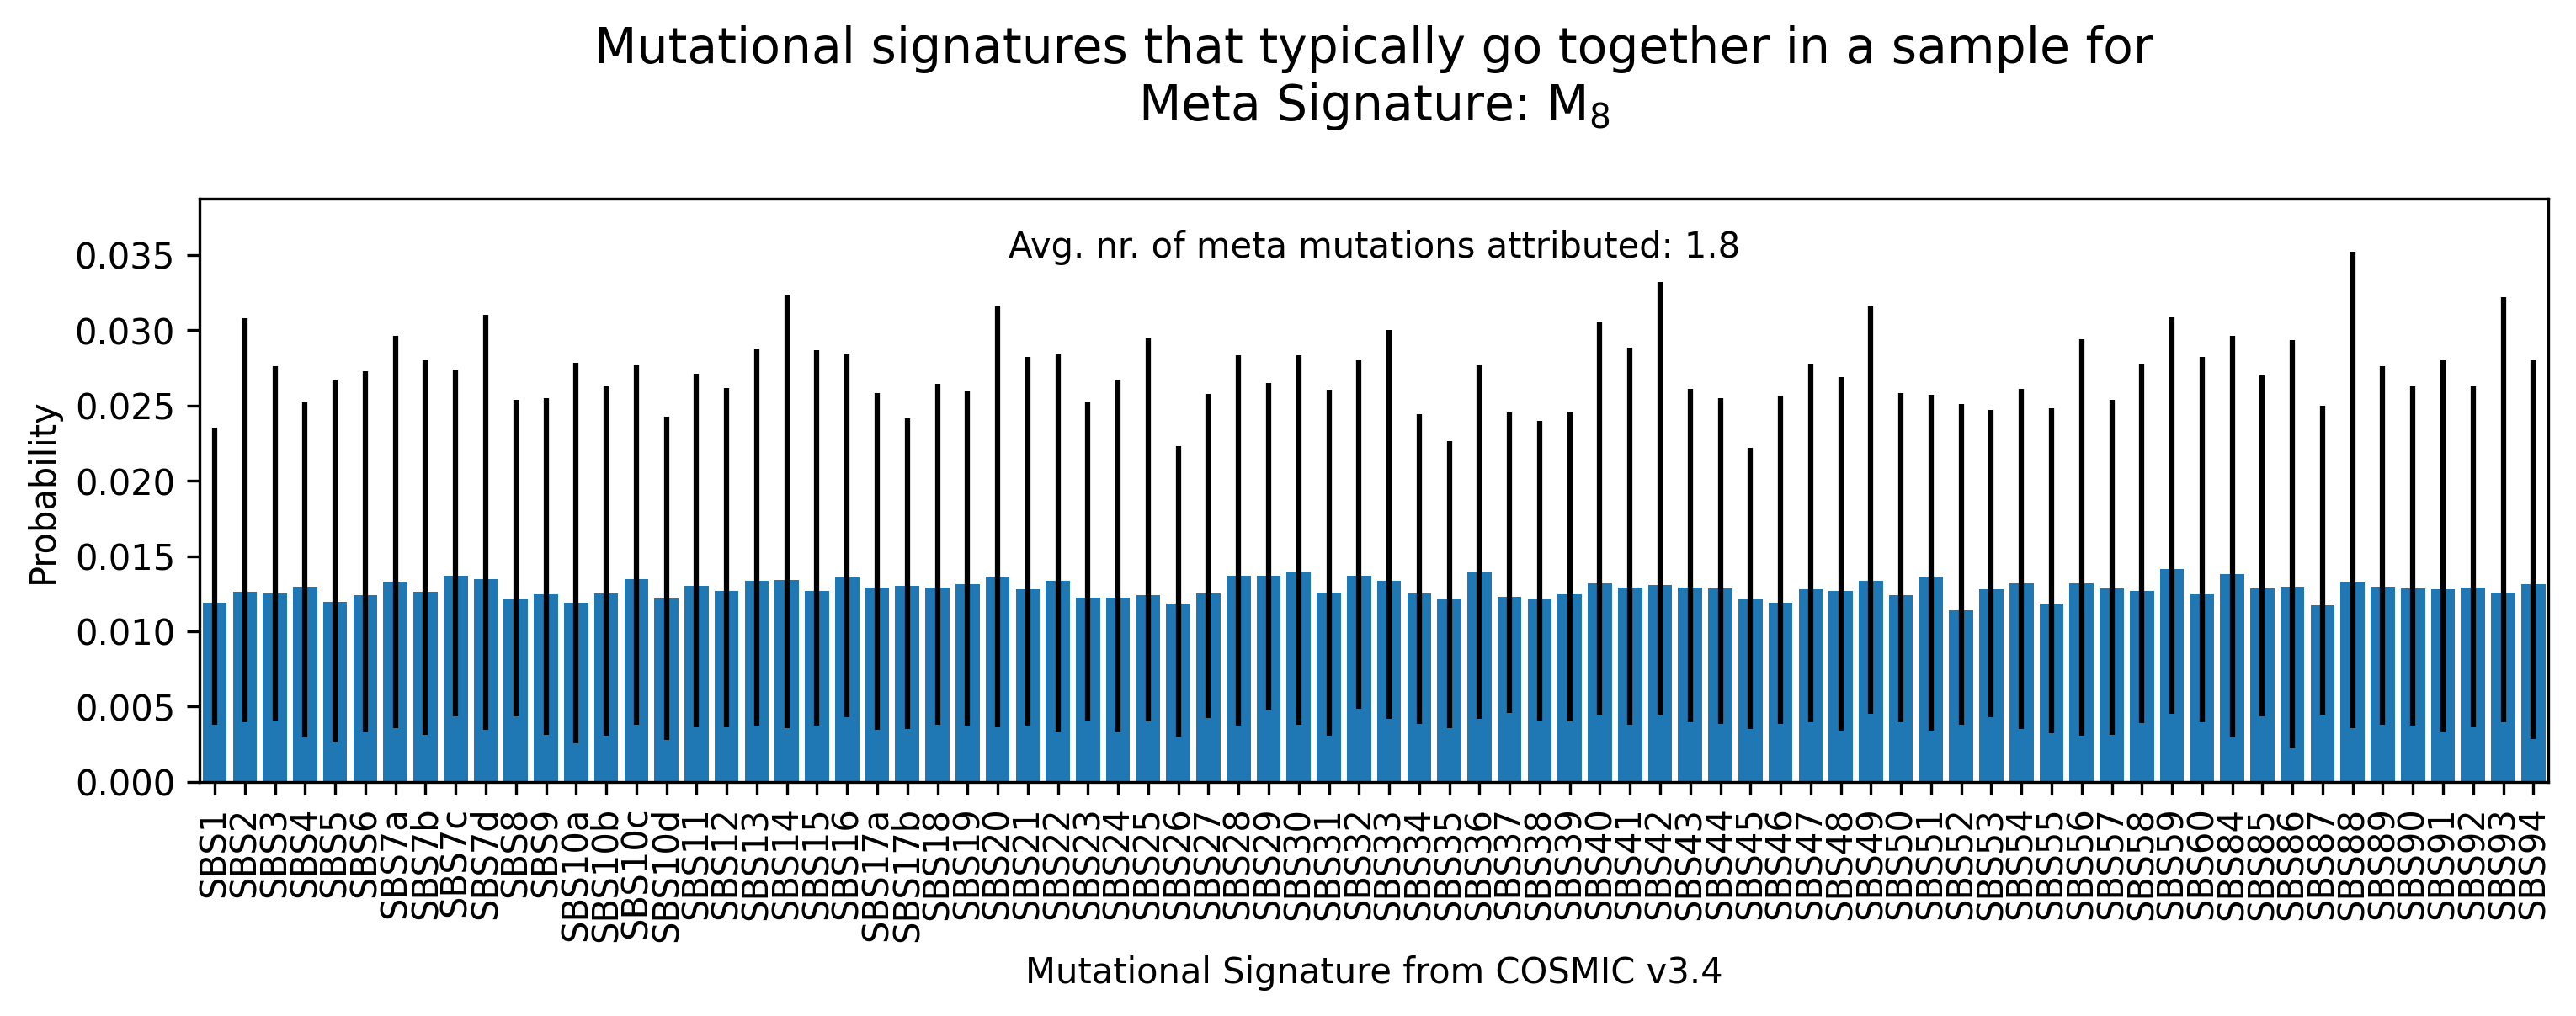 Mutational signatures that typically go together in a sample for
Meta Signature: M₈
Avg. nr. of meta mutations attributed: 1.8
Probability
0.035
0.030
0.025
0.020
0.015
0.010
0.005
0.000
SBS1
SBS2
SBS3
SBS4
SBS5
SBS6
SBS7a
SBS7b
SBS7c
SBS7d
SBS8
SBS9
SBS10a
SBS10b
SBS10c
SBS10d
SBS11
SBS12
SBS13
SBS14
SBS15
SBS16
SBS17a
SBS17b
SBS18
SBS19
SBS20
SBS21
SBS22
SBS23
SBS24
SBS25
SBS26
SBS27
SBS28
SBS29
SBS30
SBS31
SBS32
SBS33
SBS34
SBS35
SBS36
SBS37
SBS38
SBS39
SBS40
SBS41
SBS42
SBS43
SBS44
SBS45
SBS46
SBS47
SBS48
SBS49
SBS50
SBS51
SBS52
SBS53
SBS54
SBS55
SBS56
SBS57
SBS58
SBS59
SBS60
SBS84
SBS85
SBS86
SBS87
SBS88
SBS89
SBS90
SBS91
SBS92
SBS93
SBS94
Mutational Signature from COSMIC v3.4